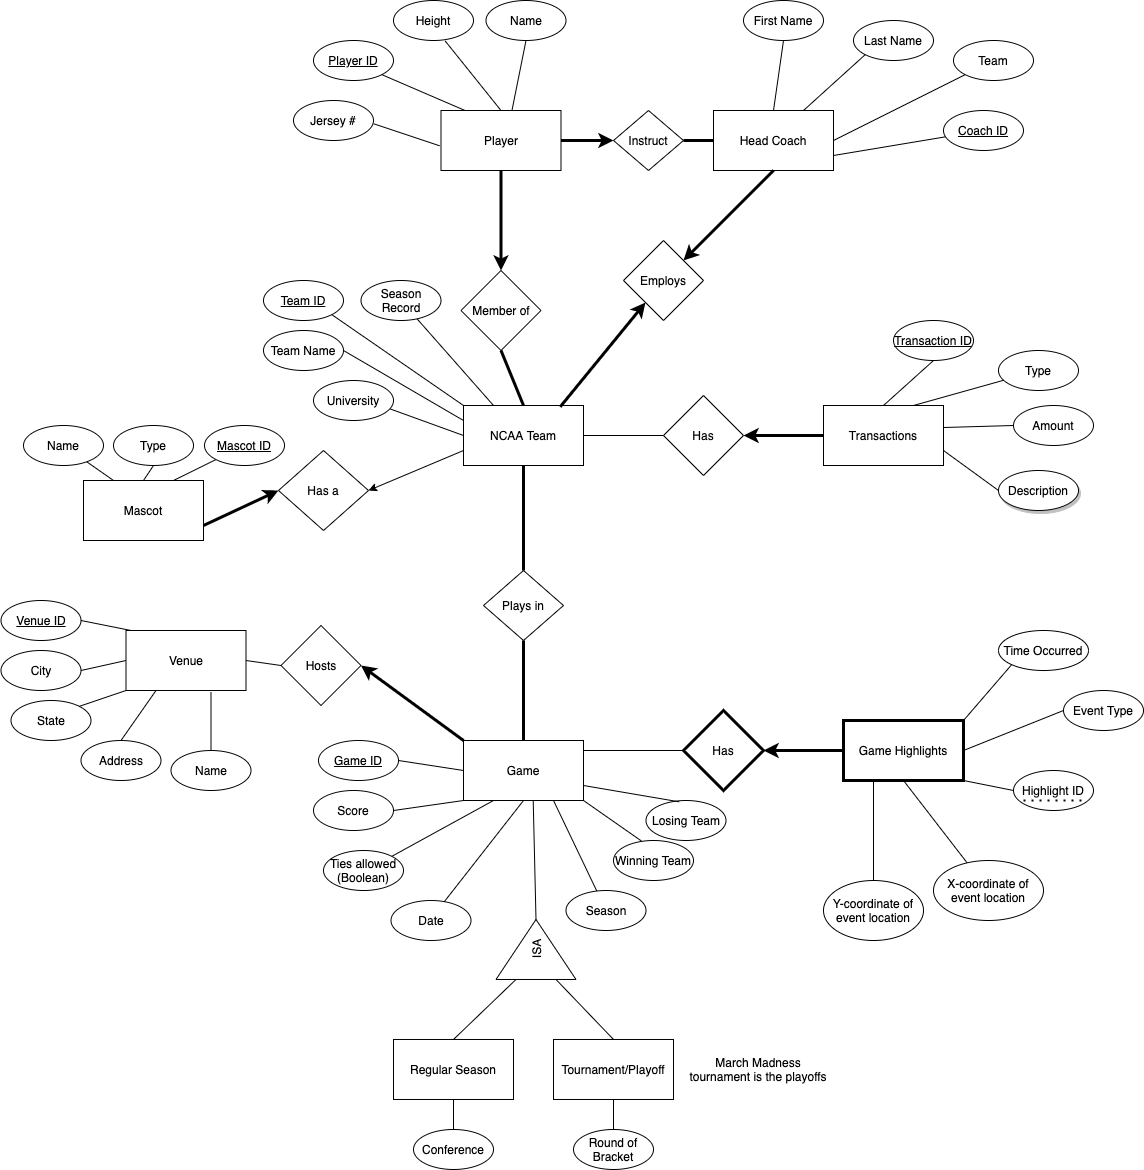 Height
Name
First Name
Last Name
Player ID
Team
Jersey #
Coach ID
Player
Instruct
Head Coach
Employs
Team ID
Season
Record
Member of
Transaction ID
Team Name
Type
University
Name
Type
Mascot ID
NCAA Team
Has
Transactions
Amount
Has a
Description
Mascot
Plays in
Venue ID
Time Occurred
City
Venue
Hosts
State
Event Type
Address
Name
Game ID
Game
Has
Game Highlights
Highlight ID
Score
Losing Team
Ties allowed
(Boolean)
Winning Team
Date
Season
X-coordinate of
event location
Y-coordinate of
event location
ISA
Regular Season
Tournament/Playoff
March Madness
tournament is the playoffs
Conference
Round of
Bracket